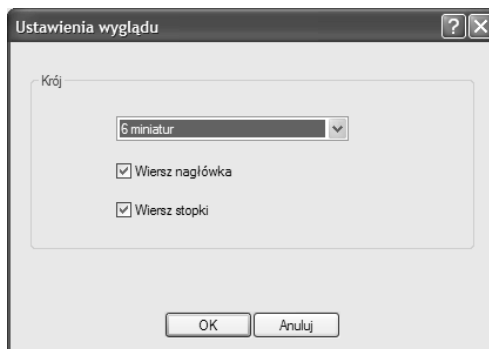 Ustawienia wyglądu
Krój
6 miniatur
Wiersz nagłówka
Wiersz stopki
OK Anuluj